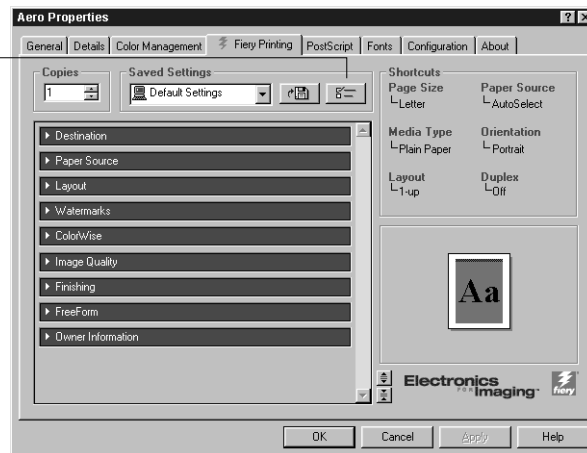 Aero Properties
General Details Color Management Fiery Printing PostScript Fonts Configuration About
Copies
1
Saved Settings
Default Settings
Destination
Paper Source
Layout
Watermarks
ColorWise
Image Quality
Finishing
FreeForm
Owner Information
Shortcuts
Page Size Paper Source
Letter AutoSelect
Media Type Orientation
Plain Paper Portrait
Layout Duplex
1-up Off
Aa
Electronics
FOR Imaging
fiery
OK Cancel Apply Help